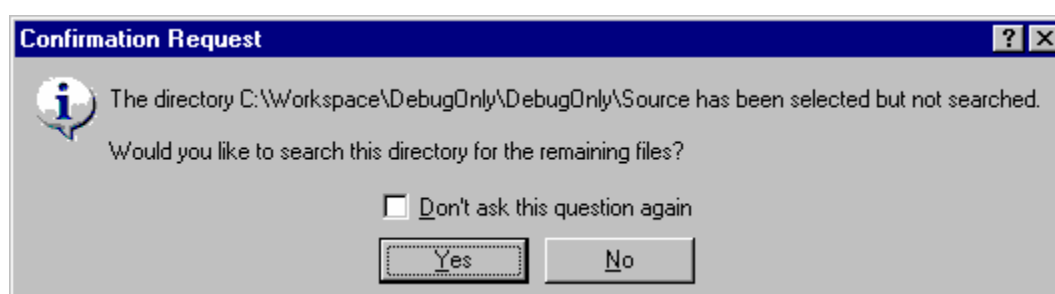 Confirmation Request
The directory C:\Workspace\DebugOnly\DebugOnly\Source has been selected but not searched.
Would you like to search this directory for the remaining files?
Don't ask this question again
Yes No